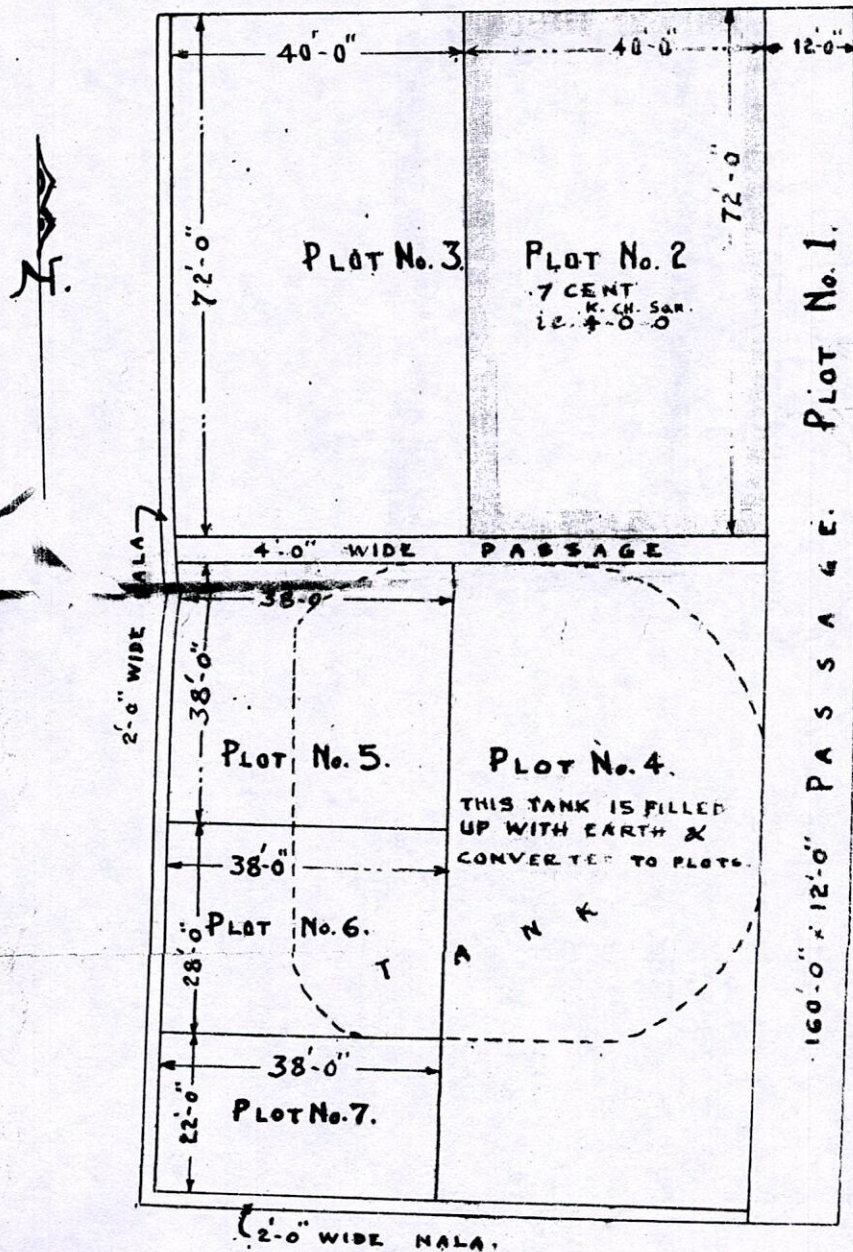 40'-0"
40'-0"
12'-0"
72'-0"
72'-0"
N.
PLOT No. 3.
PLOT No. 2
.7 CENT
K. CH. SQR.
i.e. 4-0 0
PLOT No. 1.
160'-0" x 12'-0" PASSAGE.
4'-0" WIDE PASSAGE
2'-0" WIDE NALA
38-0
38'-0"
PLOT No. 5.
PLOT No. 4.
THIS TANK IS FILLED
UP WITH EARTH &
CONVERTED TO PLOTS.
38'-0"
28'-0"
PLOT No. 6.
TANK
38'-0"
22'-0"
PLOT No. 7.
2'-0" WIDE NALA.